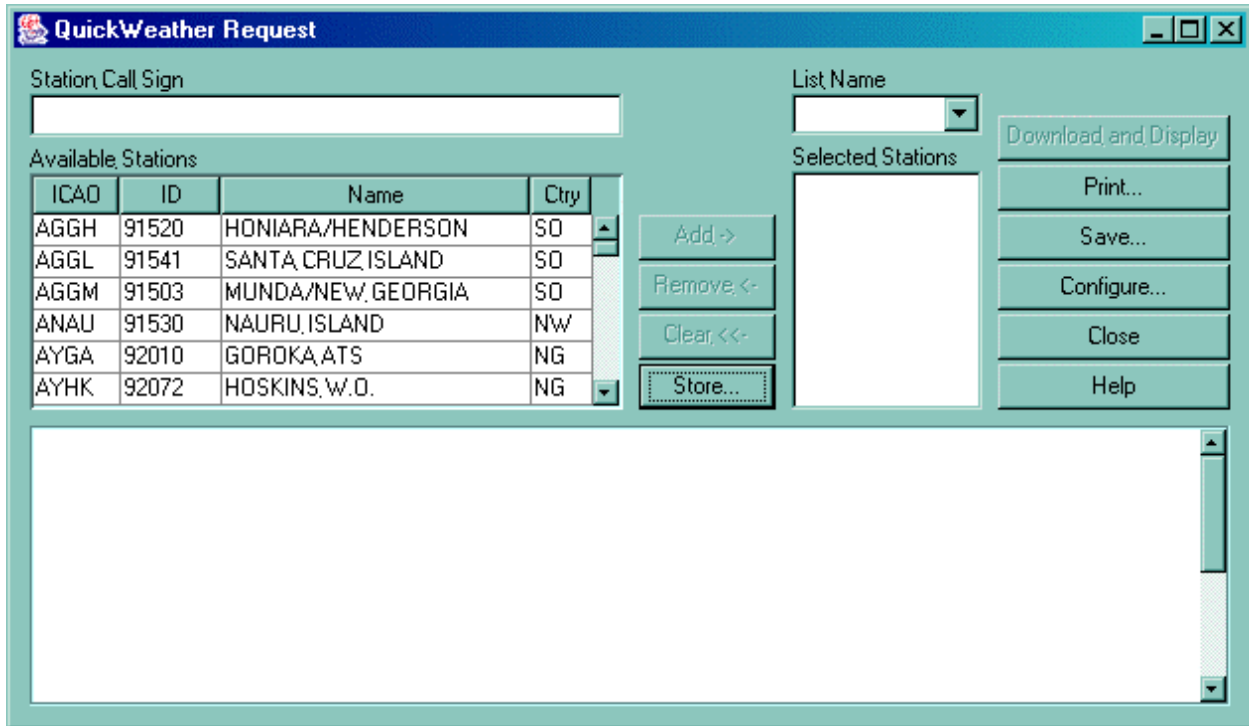 QuickWeather Request
Station Call Sign
List Name
Available Stations
Selected Stations
ICAO ID Name Ctry
AGGH 91520 HONIARA/HENDERSON SO
AGGL 91541 SANTA CRUZ ISLAND SO
AGGM 91503 MUNDA/NEW GEORGIA SO
ANAU 91530 NAURU ISLAND NW
AYGA 92010 GOROKA ATS NG
AYHK 92072 HOSKINS W.O. NG
Add ->
Remove <-
Clear <<-
Store...
Download and Display
Print...
Save...
Configure...
Close
Help